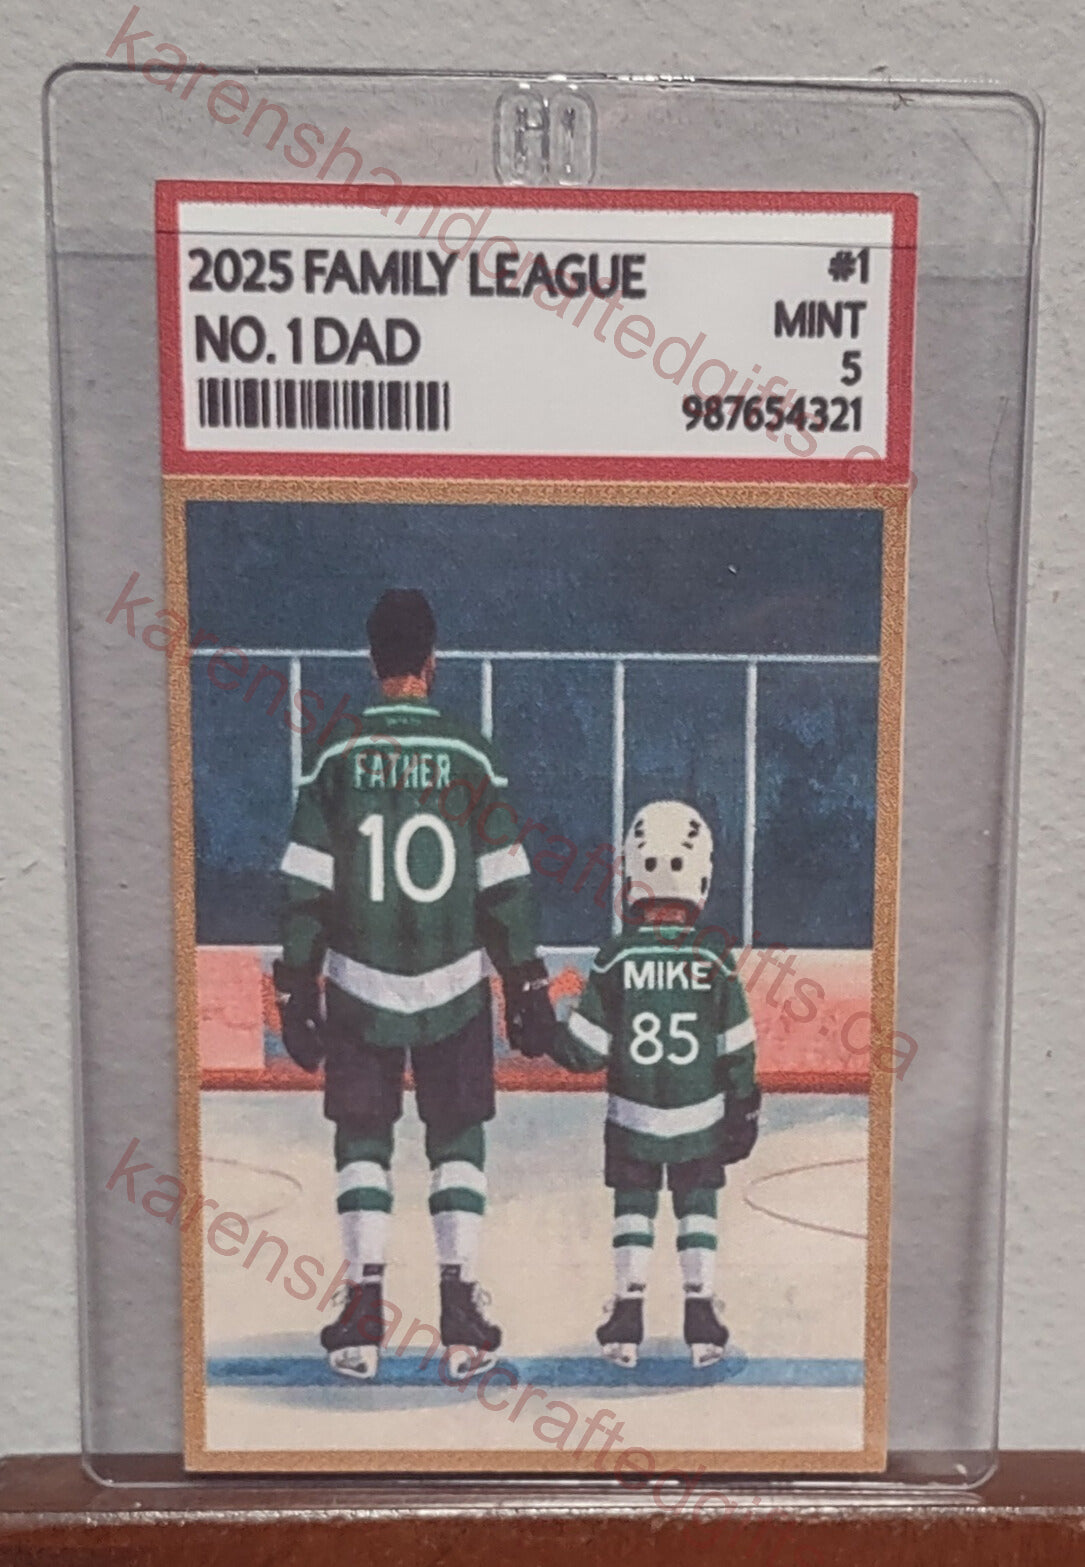 2025 FAMILY LEAGUE
NO. 1 DAD
#1
MINT
5
987654321
FATHER
10
MIKE
85
karenshandcraftedgifts.ca
karenshandcraftedgifts.ca
karenshandcraftedgifts